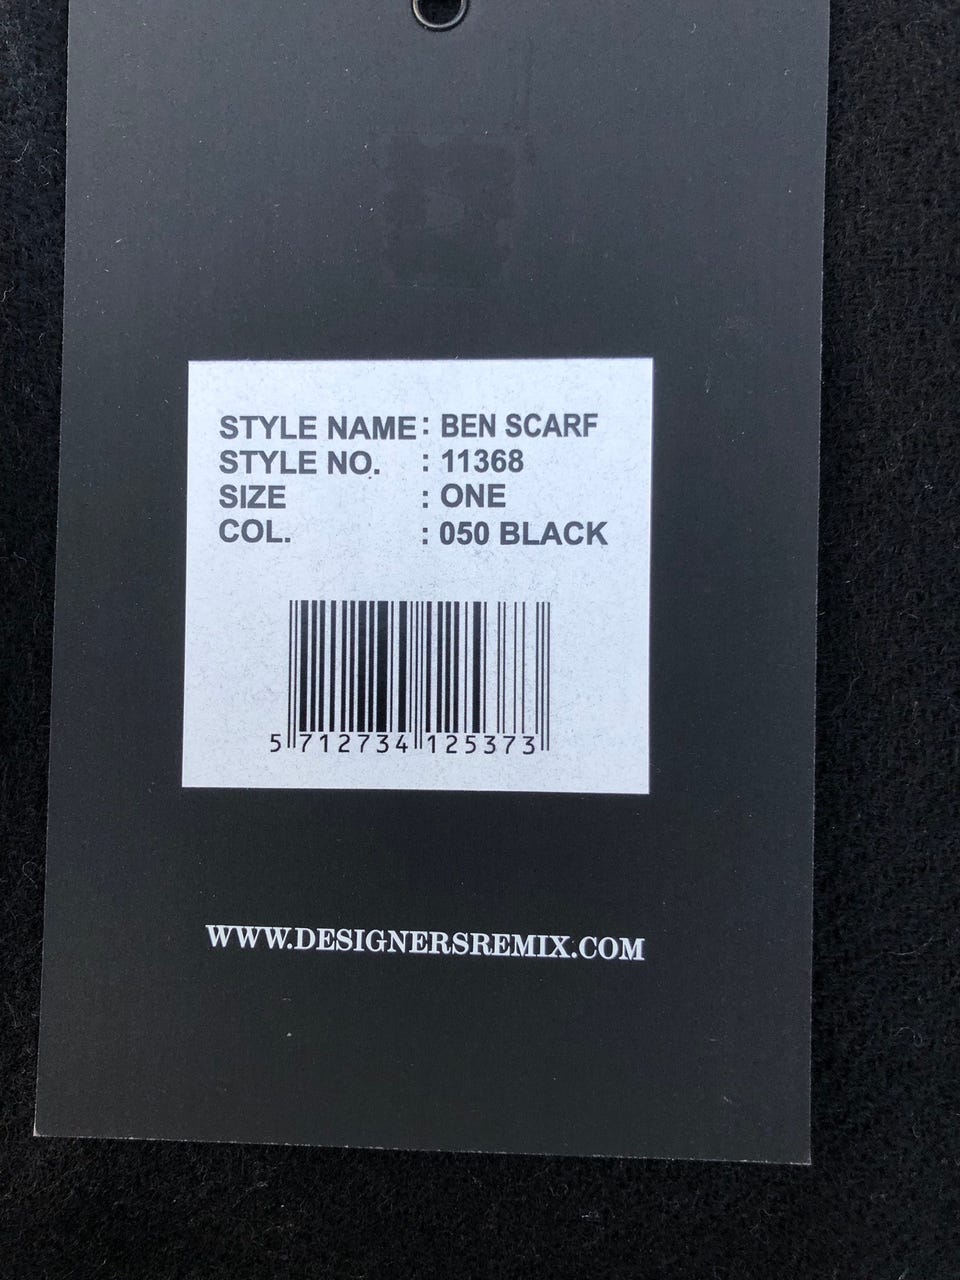 STYLE NAME: BEN SCARF
STYLE NO. : 11368
SIZE : ONE
COL. : 050 BLACK
5 712734 125373
WWW.DESIGNERSREMIX.COM